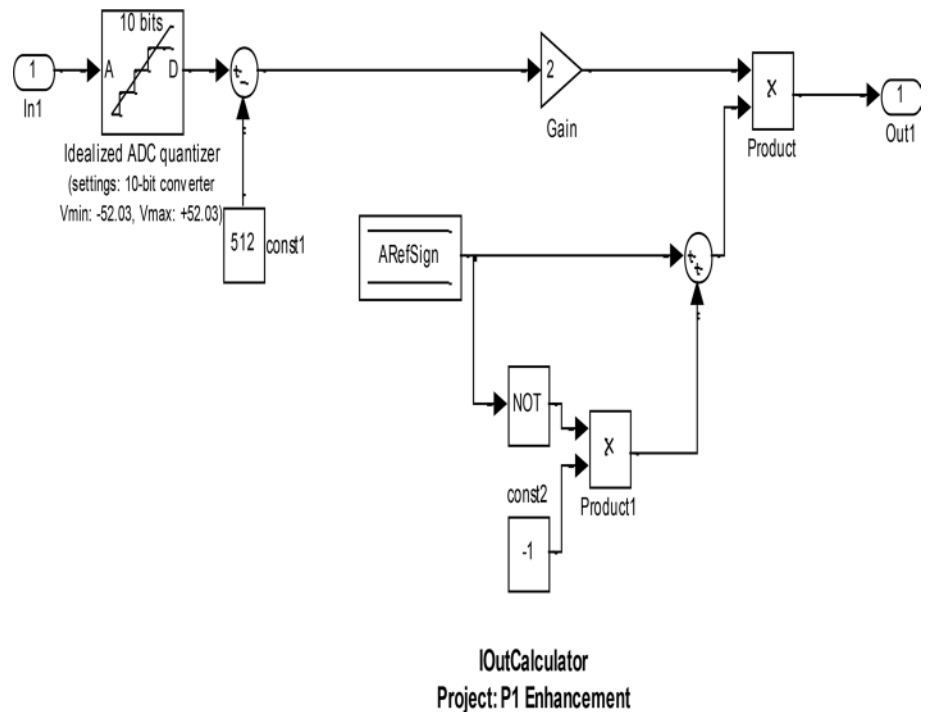 10 bits
1
A
D
In1
Idealized ADC quantizer
(settings: 10-bit converter
Vmin: -52.03, Vmax: +52.03)
+
-
512
const1
2
Gain
X
Product
1
Out1
ARefSign
+
+
NOT
X
Product1
const2
-1
IOutCalculator
Project: P1 Enhancement